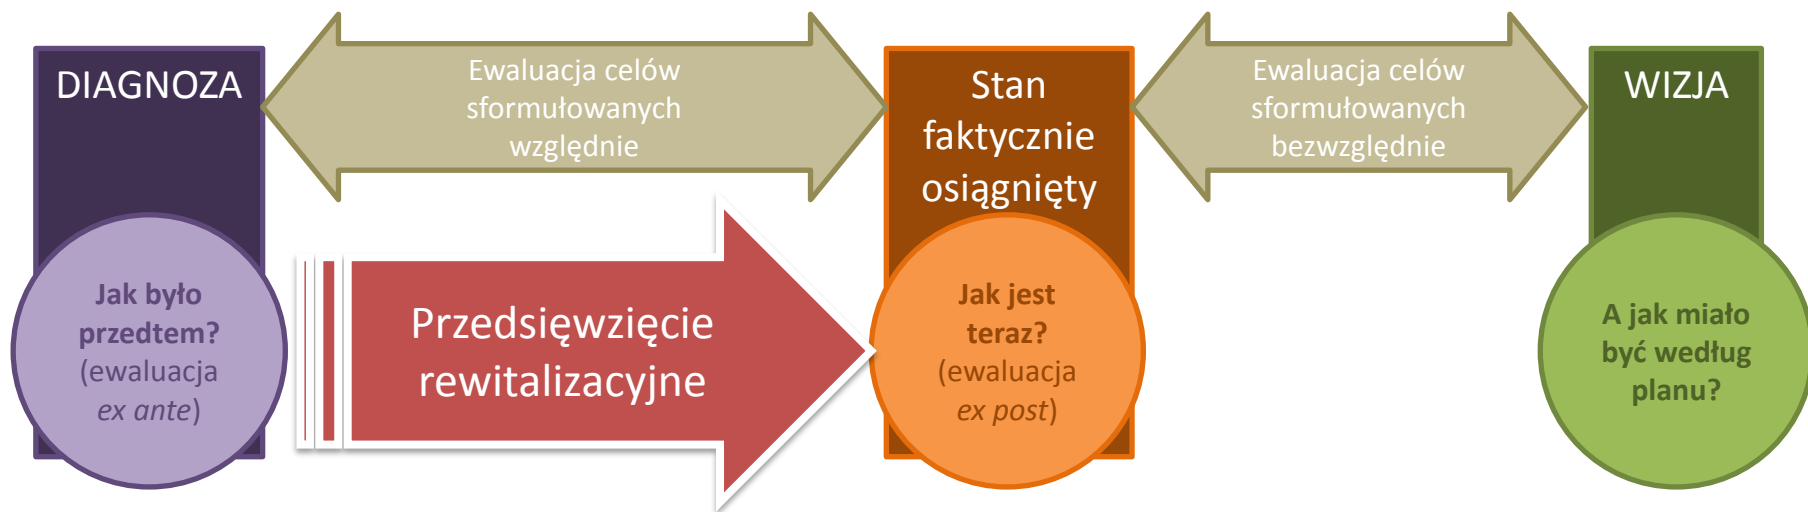 DIAGNOZA
Jak było
przedtem?
(ewaluacja
ex ante)
Ewaluacja celów
sformułowanych
względnie
Przedsięwzięcie
rewitalizacyjne
Stan
faktycznie
osiągnięty
Jak jest
teraz?
(ewaluacja
ex post)
Ewaluacja celów
sformułowanych
bezwzględnie
WIZJA
A jak miało
być według
planu?